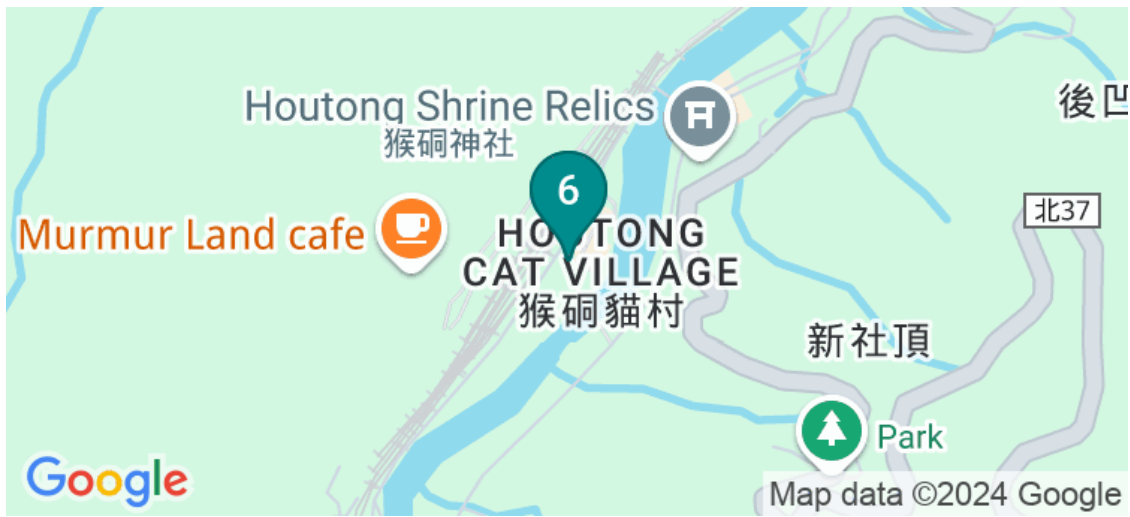 Houtong Shrine Relics
猴硐神社
後凹
6
北37
Murmur Land cafe
HOUTONG
CAT VILLAGE
猴硐貓村
新社頂
Park
Google
Map data ©2024 Google